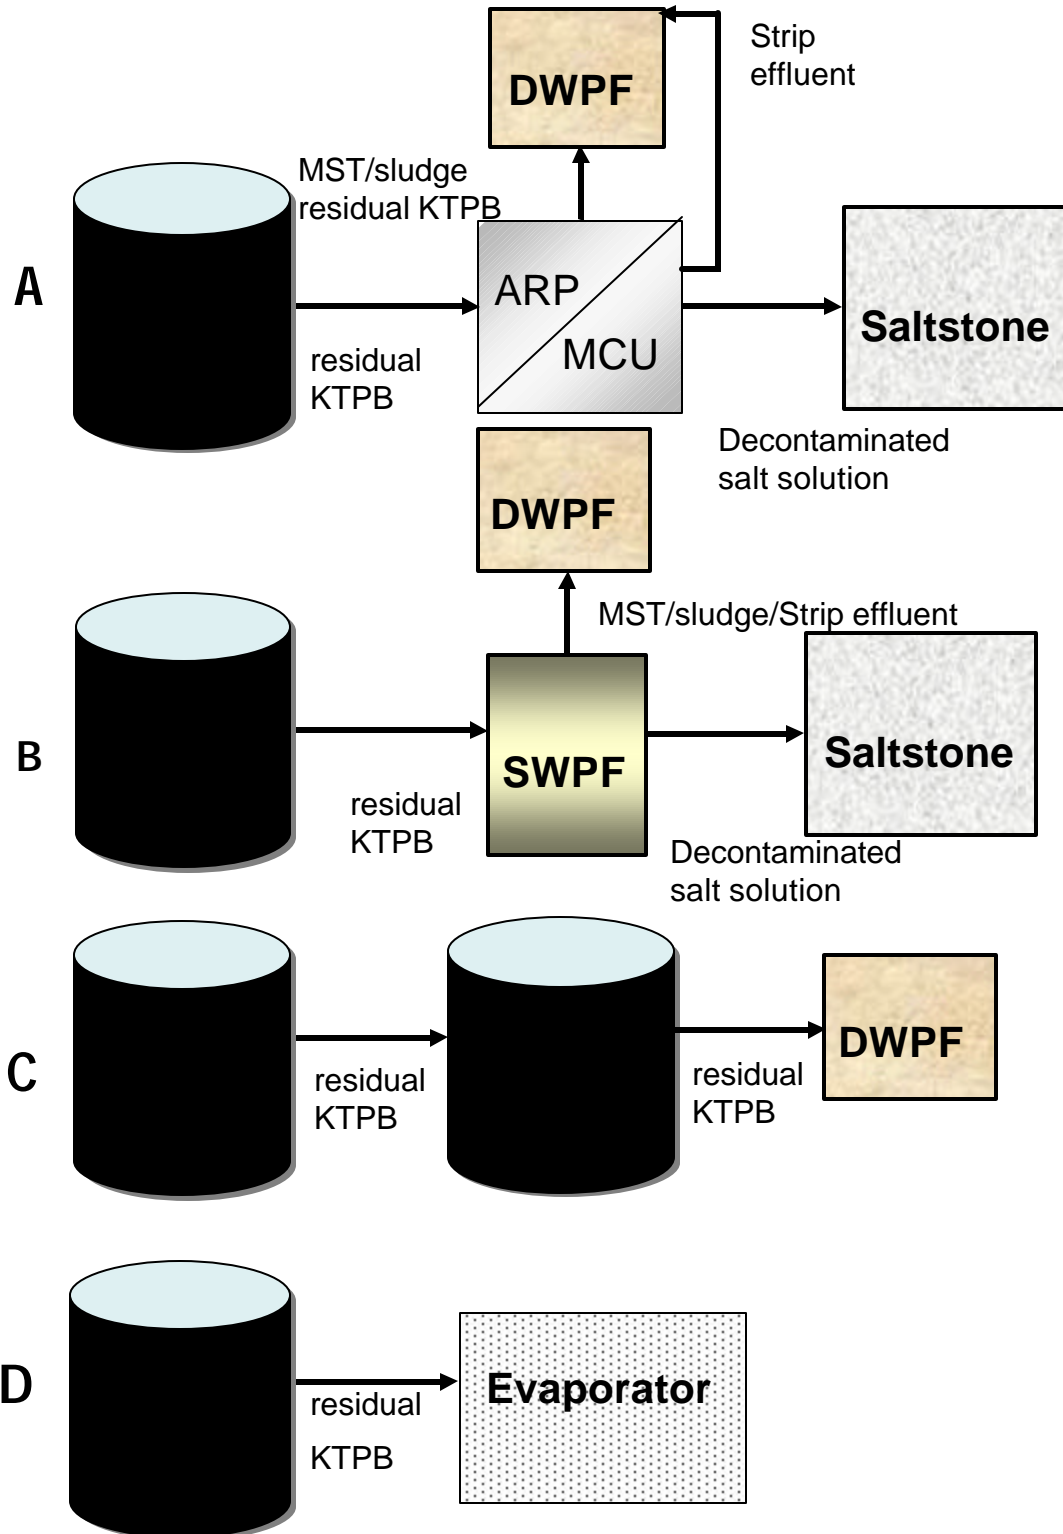 DWPF
Strip
effluent
MST/sludge
residual KTPB
A
ARP
MCU
Saltstone
residual
KTPB
Decontaminated
salt solution
DWPF
MST/sludge/Strip effluent
B
SWPF
Saltstone
residual
KTPB
Decontaminated
salt solution
C
DWPF
residual
KTPB
residual
KTPB
D
Evaporator
residual
KTPB